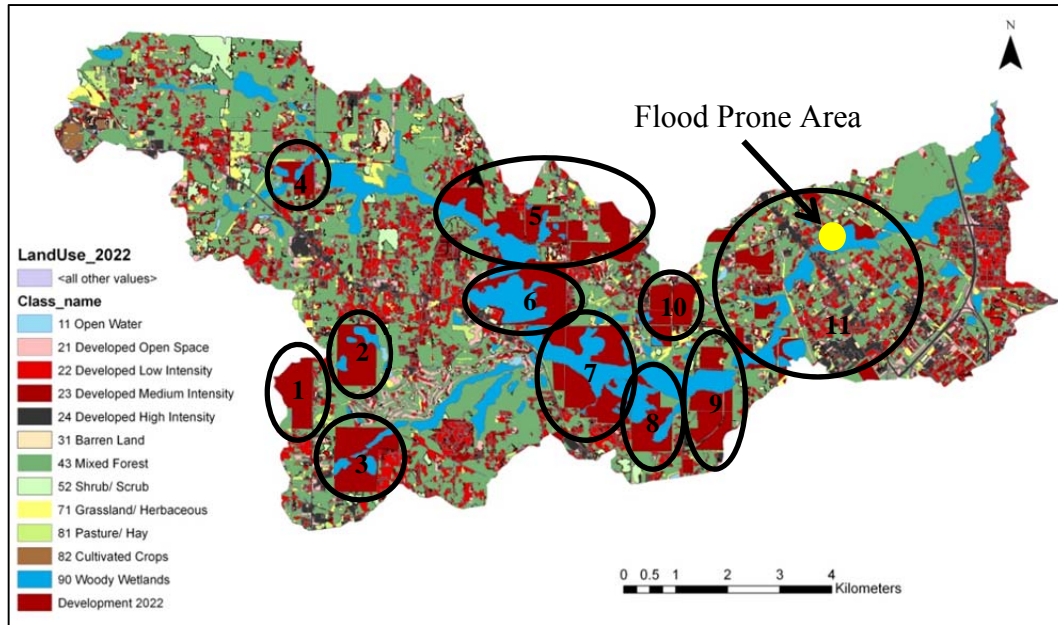 N
Flood Prone Area
4
5
6
10
11
2
1
7
8
9
3
LandUse_2022
<all other values>
Class_name
11 Open Water
21 Developed Open Space
22 Developed Low Intensity
23 Developed Medium Intensity
24 Developed High Intensity
31 Barren Land
43 Mixed Forest
52 Shrub/ Scrub
71 Grassland/ Herbaceous
81 Pasture/ Hay
82 Cultivated Crops
90 Woody Wetlands
Development 2022
0 0.5 1 2 3 4
Kilometers